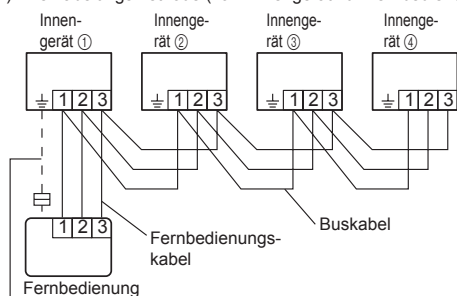 Innen-
gerät ①
Innenge-
rät ②
Innenge-
rät ③
Innenge-
rät ④
1 2 3
1 2 3
1 2 3
1 2 3
Buskabel
1 2 3
Fernbedienungs-
kabel
Fernbedienung